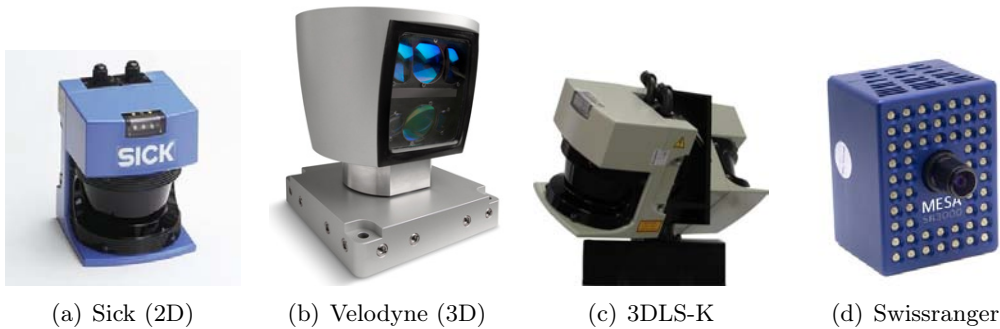 SICK
MESA
SR3000
(a) Sick (2D)
(b) Velodyne (3D)
(c) 3DLS-K
(d) Swissranger